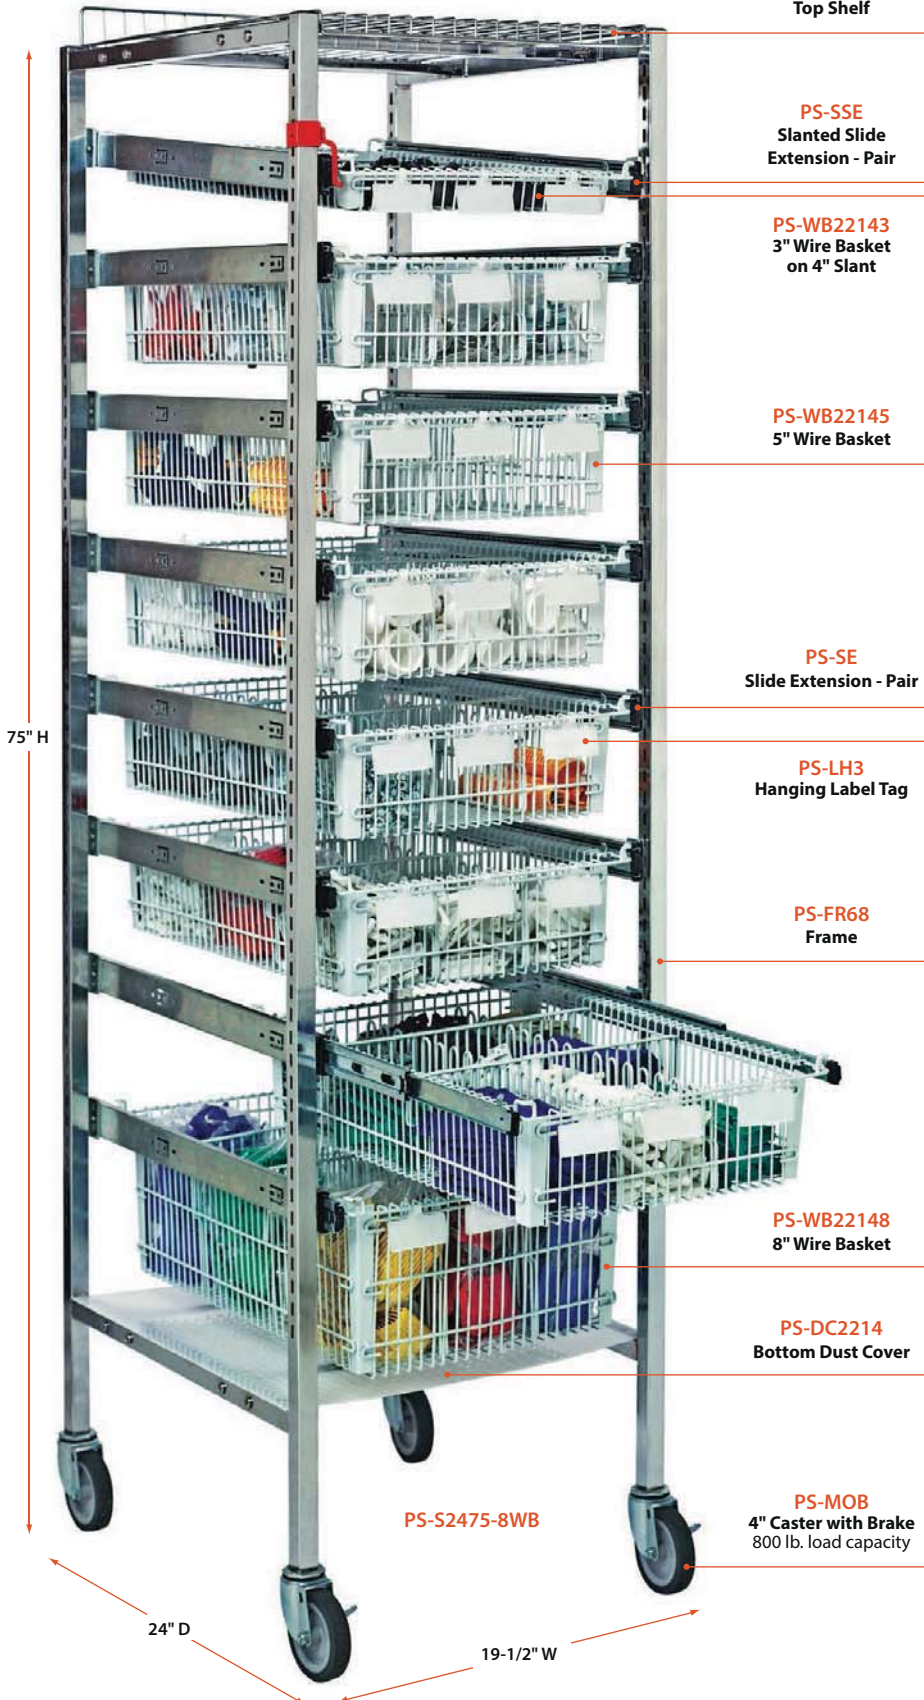 Top Shelf
PS-SSE
Slanted Slide
Extension - Pair
PS-WB22143
3" Wire Basket
on 4" Slant
PS-WB22145
5" Wire Basket
PS-SE
Slide Extension - Pair
75" H
PS-LH3
Hanging Label Tag
PS-FR68
Frame
PS-WB22148
8" Wire Basket
PS-DC2214
Bottom Dust Cover
PS-MOB
4" Caster with Brake
800 lb. load capacity
PS-S2475-8WB
24" D
19-1/2" W